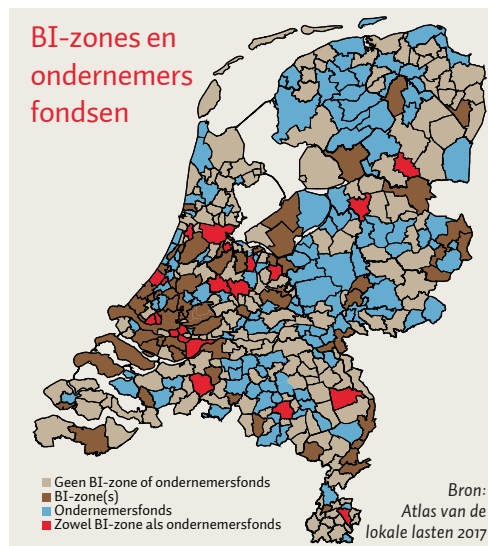 BI-zones en
ondernemers
fondsen
Geen BI-zone of ondernemersfonds
BI-zone(s)
Ondernemersfonds
Zowel BI-zone als ondernemersfonds
Bron:
Atlas van de
lokale lasten 2017